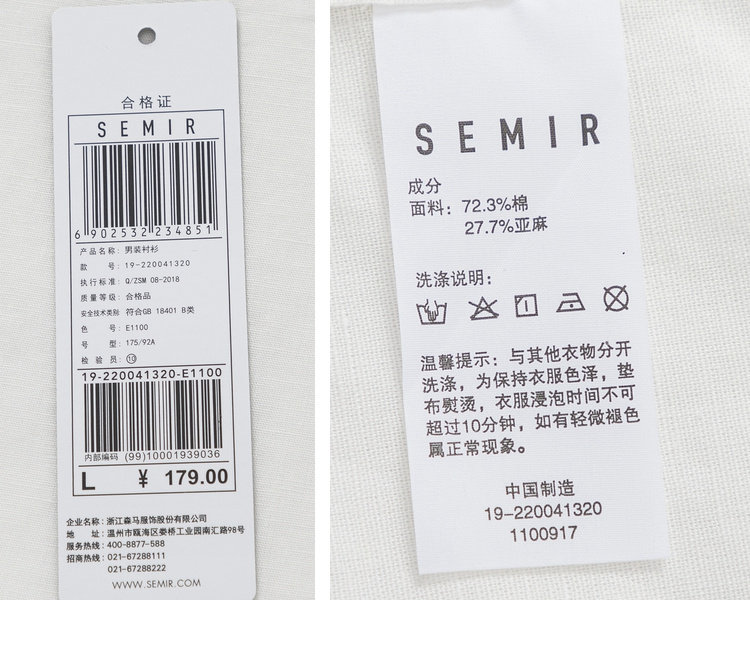 合格证
SEMIR
6 902532 234851
产品名称: 男装衬衫
款 号: 19-220041320
执行标准: Q/ZSM 08-2018
质量等级: 合格品
安全技术类别: 符合GB 18401 B类
色 号: E1100
号 型: 175/92A
检 验 员: ⑩
19-220041320-E1100
内部编码 (99)10001939036
L ¥ 179.00
企业名称: 浙江森马服饰股份有限公司
地 址: 温州市瓯海区娄桥工业园南汇路98号
服务热线: 400-8877-588
招商热线: 021-67288111
021-67288222
WWW.SEMIR.COM
SEMIR
成分
面料: 72.3%棉
27.7%亚麻
洗涤说明:
温馨提示: 与其他衣物分开
洗涤，为保持衣服色泽，垫
布熨烫，衣服浸泡时间不可
超过10分钟，如有轻微褪色
属正常现象。
中国制造
19-220041320
1100917